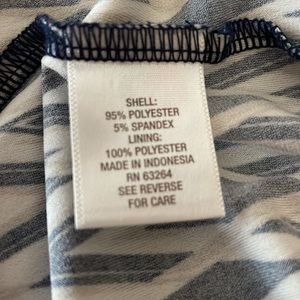 SHELL:
95% POLYESTER
5% SPANDEX
LINING:
100% POLYESTER
MADE IN INDONESIA
RN 63264
SEE REVERSE
FOR CARE